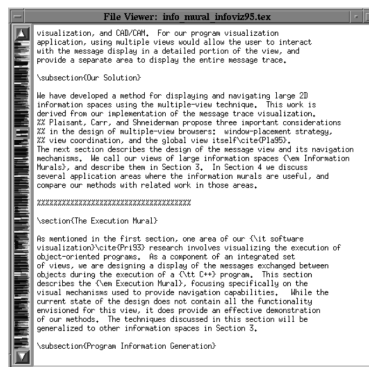 File Viewer: info_mural_infoviz95.tex
visualization, and CAD/CAM.  For our program visualization
application, using multiple views would allow the user to interact
with the message display in a detailed portion of the view, and
provide a separate area to display the entire message trace.
\subsection{Our Solution}
We have developed a method for displaying and navigating large 2D
information spaces using the multiple-view technique.  This work is
derived from our implementation of the message trace visualization.
%% Plaisant, Carr, and Shneiderman propose three important considerations
%% in the design of multiple-view browsers:  window-placement strategy,
%% view coordination, and the global view itself\cite{Pla95}.
The next section describes the design of the message view and its navigation
mechanisms.  We call our views of large information spaces {\em Information
Murals}, and describe them in Section 3.  In Section 4 we discuss
several application areas where the information murals are useful, and
compare our methods with related work in those areas.
%%%%%%%%%%%%%%%%%%%%%%%%%%%%%%%%%%%%%
\section{The Execution Mural}
As mentioned in the first section, one area of our {\it software
visualization}\cite{Pri93} research involves visualizing the execution of
object-oriented programs.  As a component of an integrated set
of views, we are designing a display of the messages exchanged between
objects during the execution of a {\tt C++} program.  This section
describes the {\em Execution Mural}, focusing specifically on the
visual mechanisms used to provide navigation capabilities.  While the
current state of the design does not contain all the functionality
envisioned for this view, it does provide an effective demonstration
of our methods.  The techniques discussed in this section will be
generalized to other information spaces in Section 3.
\subsection{Program Information Generation}